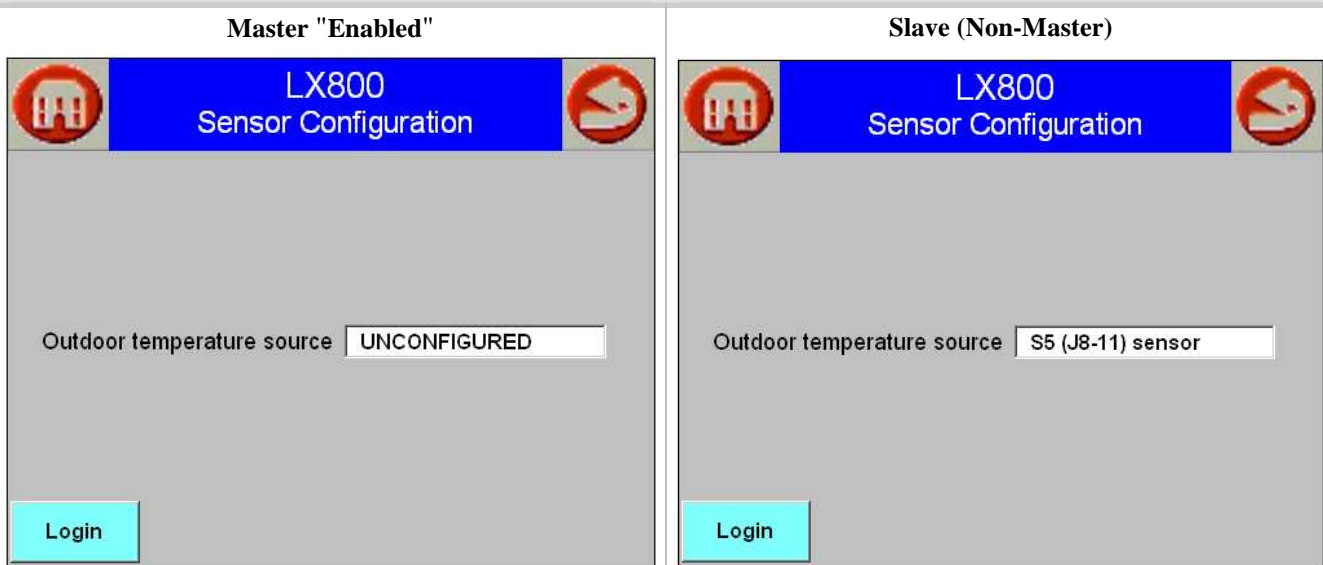 Master "Enabled"
LX800
Sensor Configuration
Outdoor temperature source UNCONFIGURED
Login
Slave (Non-Master)
LX800
Sensor Configuration
Outdoor temperature source S5 (J8-11) sensor
Login